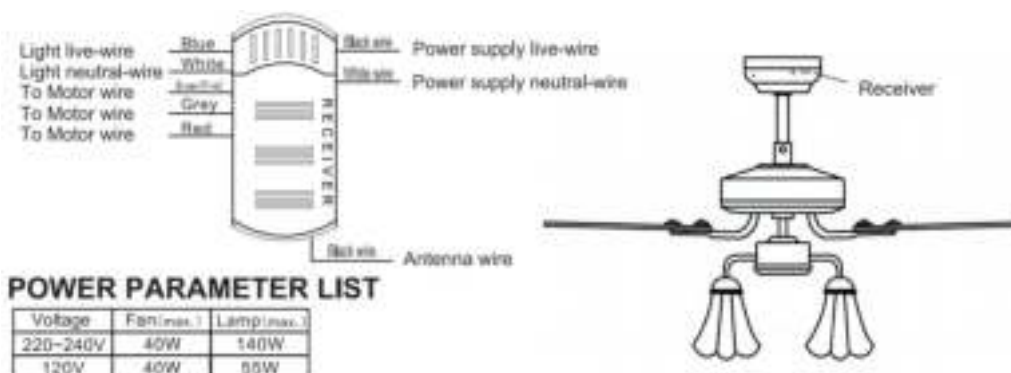 Light live-wire Blue
Light neutral-wire White
To Motor wire
To Motor wire Grey
To Motor wire Red
RECEIVER
Black wire Power supply live-wire
White wire Power supply neutral-wire
Black wire Antenna wire
Receiver
POWER PARAMETER LIST
Voltage Fan(max.) Lamp(max.)
220~240V 40W 140W
120V 40W 55W